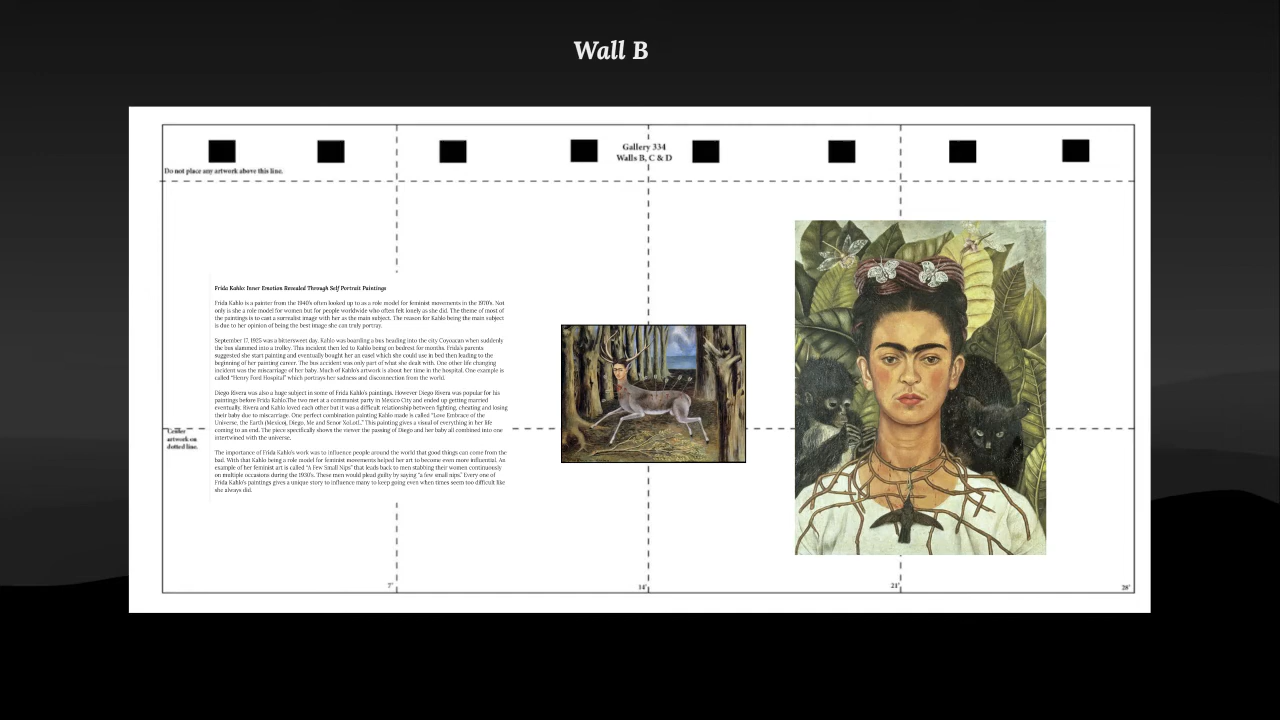 Wall B
Gallery 334
Walls B, C & D
Do not place any artwork above this line.
Frida Kahlo: Inner Emotion Revealed Through Self Portrait Paintings
Frida Kahlo is a painter from the 1940's often looked up to as a role model for feminist movements in the 1970's. Not
only is she a role model for women but for people worldwide who often felt lonely as she did. The theme of most of
the paintings is to cast a surrealist image with her as the main subject. The reason for Kahlo being the main subject
is due to her opinion of being the best image she can truly portray.
September 17, 1925 was a bittersweet day. Kahlo was boarding a bus heading into the city Coyoacan when suddenly
the bus slammed into a trolley. This incident then led to Kahlo being on bedrest for months. Frida's parents
suggested she start painting and eventually bought her an easel which she could use in bed then leading to the
beginning of her painting career. The bus accident was only part of what she dealt with. One other life changing
incident was the miscarriage of her baby. Much of Kahlo's artwork is about her time in the hospital. One example is
called "Henry Ford Hospital" which portrays her sadness and disconnection from the world.
Diego Rivera was also a huge subject in some of Frida Kahlo's paintings. However Diego Rivera was popular for his
paintings before Frida Kahlo.The two met at a communist party in Mexico City and ended up getting married
eventually. Rivera and Kahlo loved each other but it was a difficult relationship between fighting, cheating and losing
their baby due to miscarriage. One perfect combination painting Kahlo made is called "Love Embrace of the
Universe, the Earth (Mexico), Diego, Me and Senor Xolotl." This painting gives a visual of everything in her life
coming to an end. The piece specifically shows the viewer the passing of Diego and her baby all combined into one
intertwined with the universe.
The importance of Frida Kahlo's work was to influence people around the world that good things can come from the
bad. With that Kahlo being a role model for feminist movements helped her art to become even more influential. An
example of her feminist art is called "A Few Small Nips" that leads back to men stabbing their women continuously
on multiple occasions during the 1930's. These men would plead guilty by saying "a few small nips." Every one of
Frida Kahlo's paintings gives a unique story to influence many to keep going even when times seem too difficult like
she always did.
Center
artwork on
dotted line.
7'
14'
21'
28'